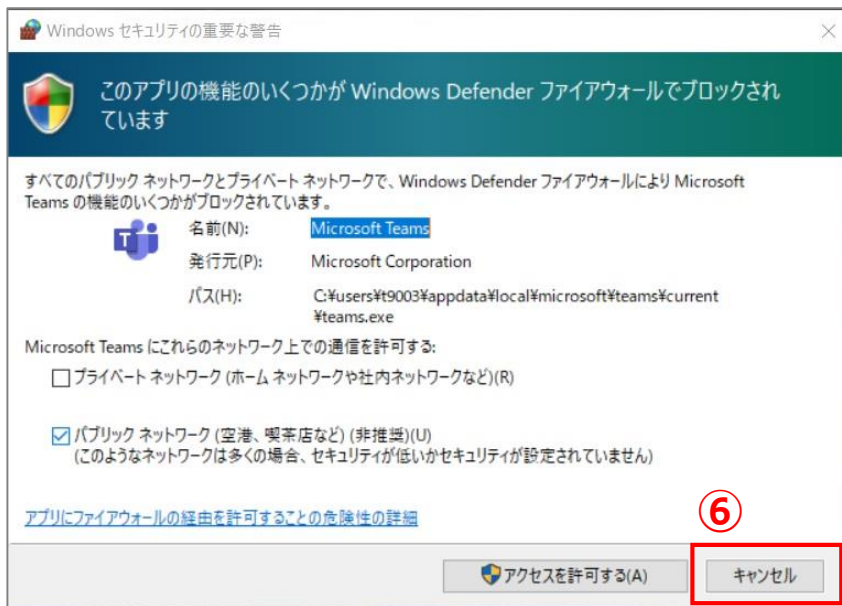 Windows セキュリティの重要な警告
このアプリの機能のいくつかが Windows Defender ファイアウォールでブロックされ
ています
すべてのパブリック ネットワークとプライベート ネットワークで、Windows Defender ファイアウォールにより Microsoft
Teams の機能のいくつかがブロックされています。
名前(N): Microsoft Teams
発行元(P): Microsoft Corporation
パス(H): C:¥users¥t9003¥appdata¥local¥microsoft¥teams¥current
¥teams.exe
Microsoft Teams にこれらのネットワーク上での通信を許可する:
プライベート ネットワーク (ホーム ネットワークや社内ネットワークなど)(R)
パブリック ネットワーク (空港、喫茶店など) (非推奨)(U)
(このようなネットワークは多くの場合、セキュリティが低いかセキュリティが設定されていません)
アプリにファイアウォールの経由を許可することの危険性の詳細
⑥
アクセスを許可する(A) キャンセル